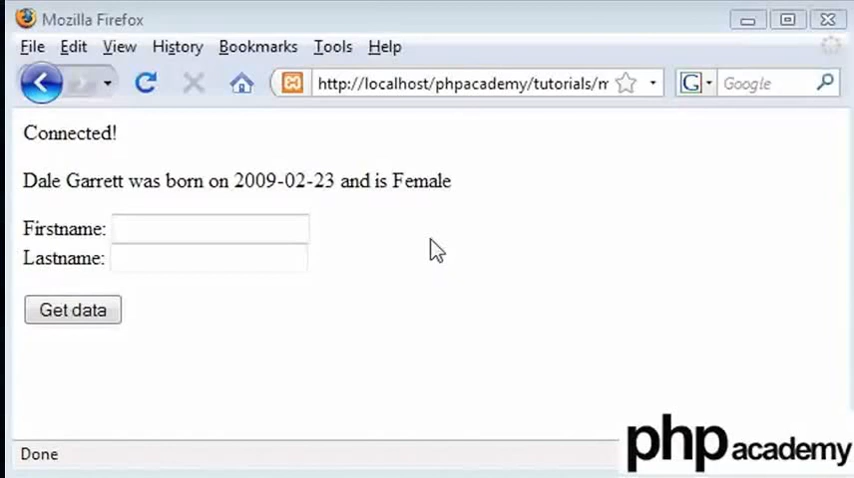 Mozilla Firefox
File Edit View History Bookmarks Tools Help
http://localhost/phpacademy/tutorials/m
G Google
Connected!
Dale Garrett was born on 2009-02-23 and is Female
Firstname:
Lastname:
Get data
Done
php academy